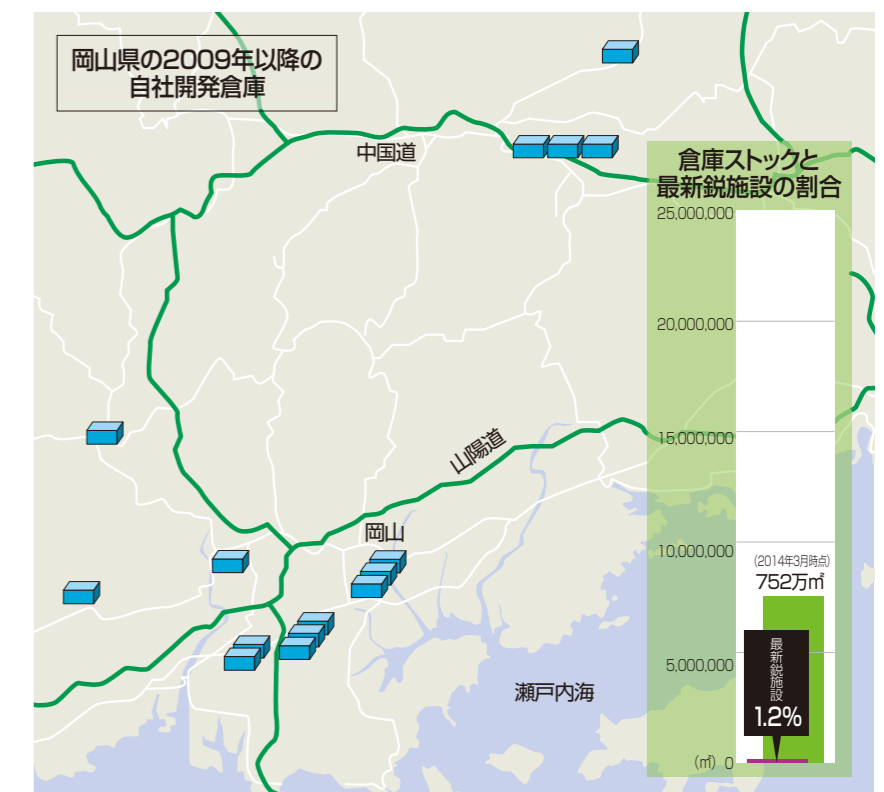 岡山県の2009年以降の
自社開発倉庫
中国道
山陽道
岡山
瀬戸内海
倉庫ストックと
最新鋭施設の割合
25,000,000
20,000,000
15,000,000
10,000,000
(2014年3月時点)
752万㎡
5,000,000
最新鋭施設
1.2%
(㎡) 0